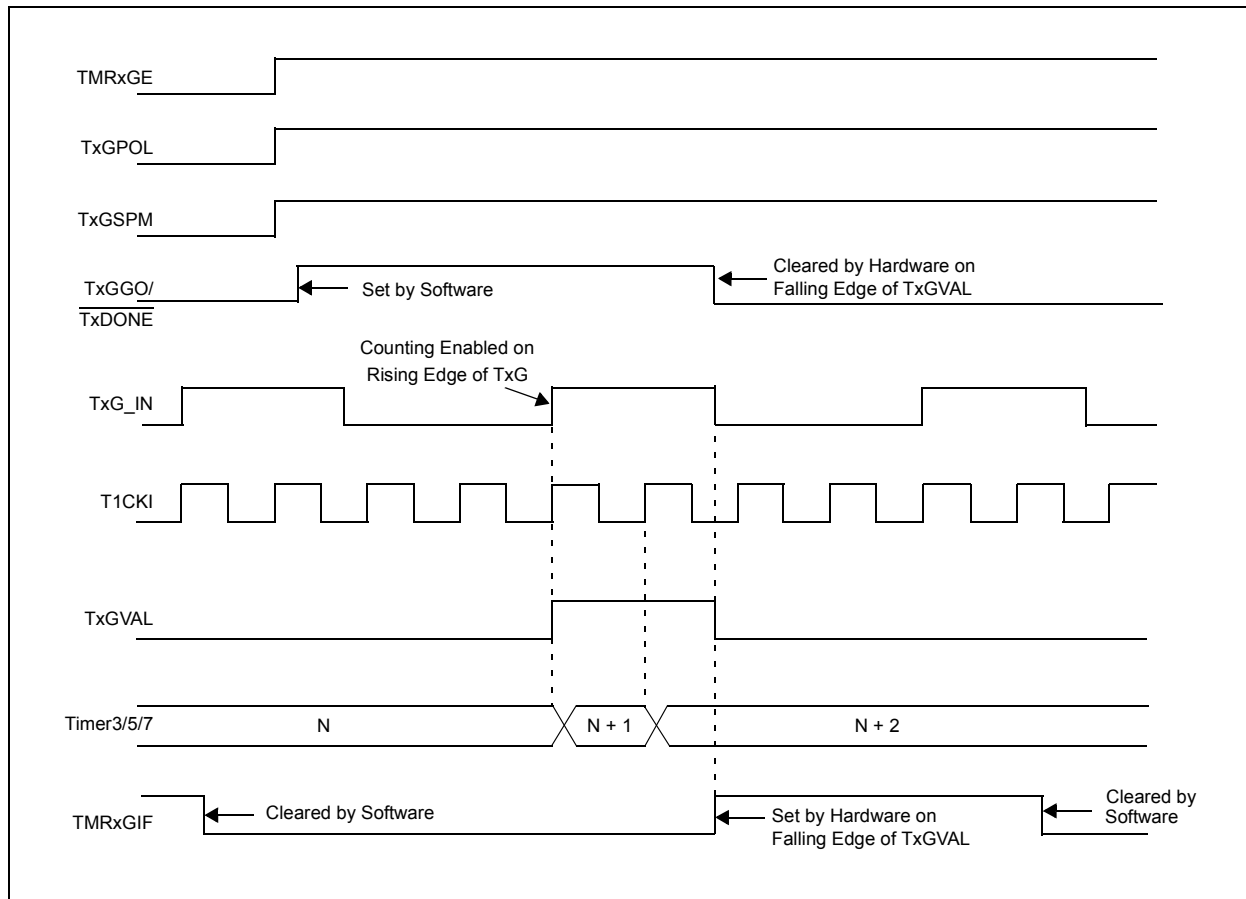 TMRxGE
TxGPOL
TxGSPM
TxGGO/
TxDONE
Set by Software
Cleared by Hardware on
Falling Edge of TxGVAL
Counting Enabled on
Rising Edge of TxG
TxG_IN
T1CKI
TxGVAL
Timer3/5/7
N
N + 1
N + 2
TMRxGIF
Cleared by Software
Set by Hardware on
Falling Edge of TxGVAL
Cleared by
Software